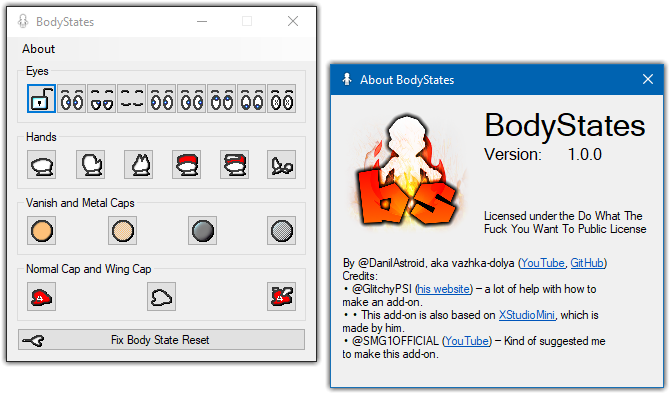 BodyStates
About
Eyes
Hands
Vanish and Metal Caps
Normal Cap and Wing Cap
Fix Body State Reset
About BodyStates
bs
BodyStates
Version: 1.0.0
Licensed under the Do What The
Fuck You Want To Public License
By @DanilAstroid, aka vazhka-dolya (YouTube, GitHub)
Credits:
• @GlitchyPSI (his website) – a lot of help with how to
make an add-on.
• • This add-on is also based on XStudioMini, which is
made by him.
• @SMG1OFFICIAL (YouTube) – Kind of suggested me
to make this add-on.